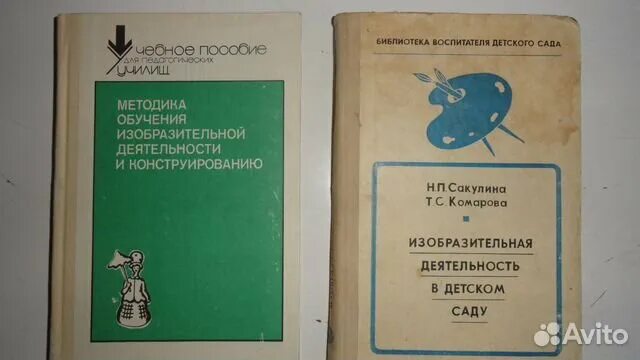 Учебное пособие
для педагогических
училищ
МЕТОДИКА
ОБУЧЕНИЯ
ИЗОБРАЗИТЕЛЬНОЙ
ДЕЯТЕЛЬНОСТИ
И КОНСТРУИРОВАНИЮ
БИБЛИОТЕКА ВОСПИТАТЕЛЯ ДЕТСКОГО САДА
Н.П. Сакулина
Т.С. Комарова
ИЗОБРАЗИТЕЛЬНАЯ
ДЕЯТЕЛЬНОСТЬ
В ДЕТСКОМ
САДУ
Avito